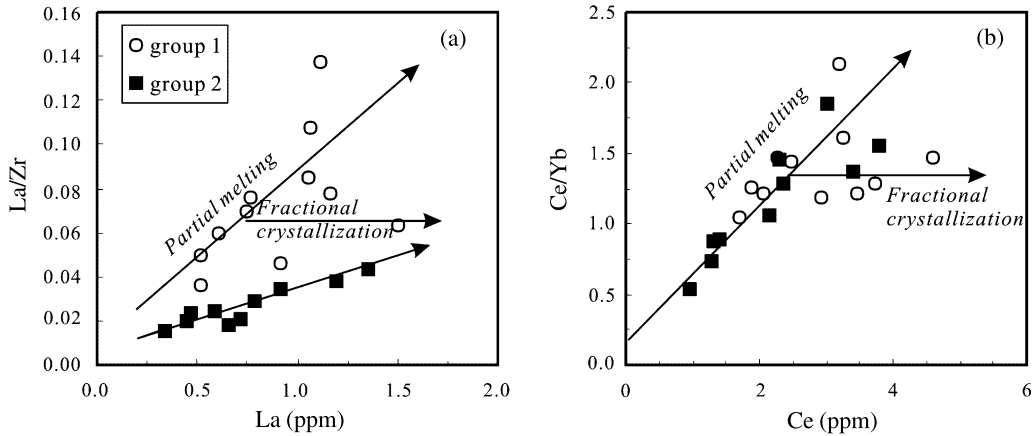 0.16
0.14
0.12
0.10
0.08
0.06
0.04
0.02
0.00
La/Zr
group 1
group 2
(a)
Partial melting
Fractional
crystallization
0.0
0.5
1.0
1.5
2.0
La (ppm)
2.5
2.0
1.5
1.0
0.5
0.0
Ce/Yb
(b)
Partial melting
Fractional
crystallization
0
2
4
6
Ce (ppm)